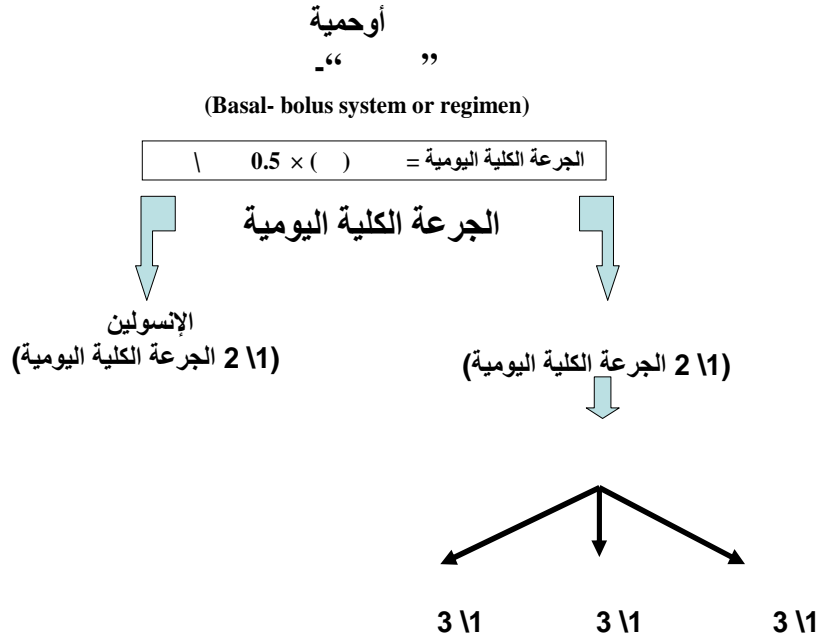 أوحمية
”        “-
(Basal- bolus system or regimen)
الجرعة الكلية اليومية = (   ) × 0.5       \
الجرعة الكلية اليومية
الإنسولين
(1\ 2 الجرعة الكلية اليومية)
(1\ 2 الجرعة الكلية اليومية)
1\ 3
1\ 3
1\ 3